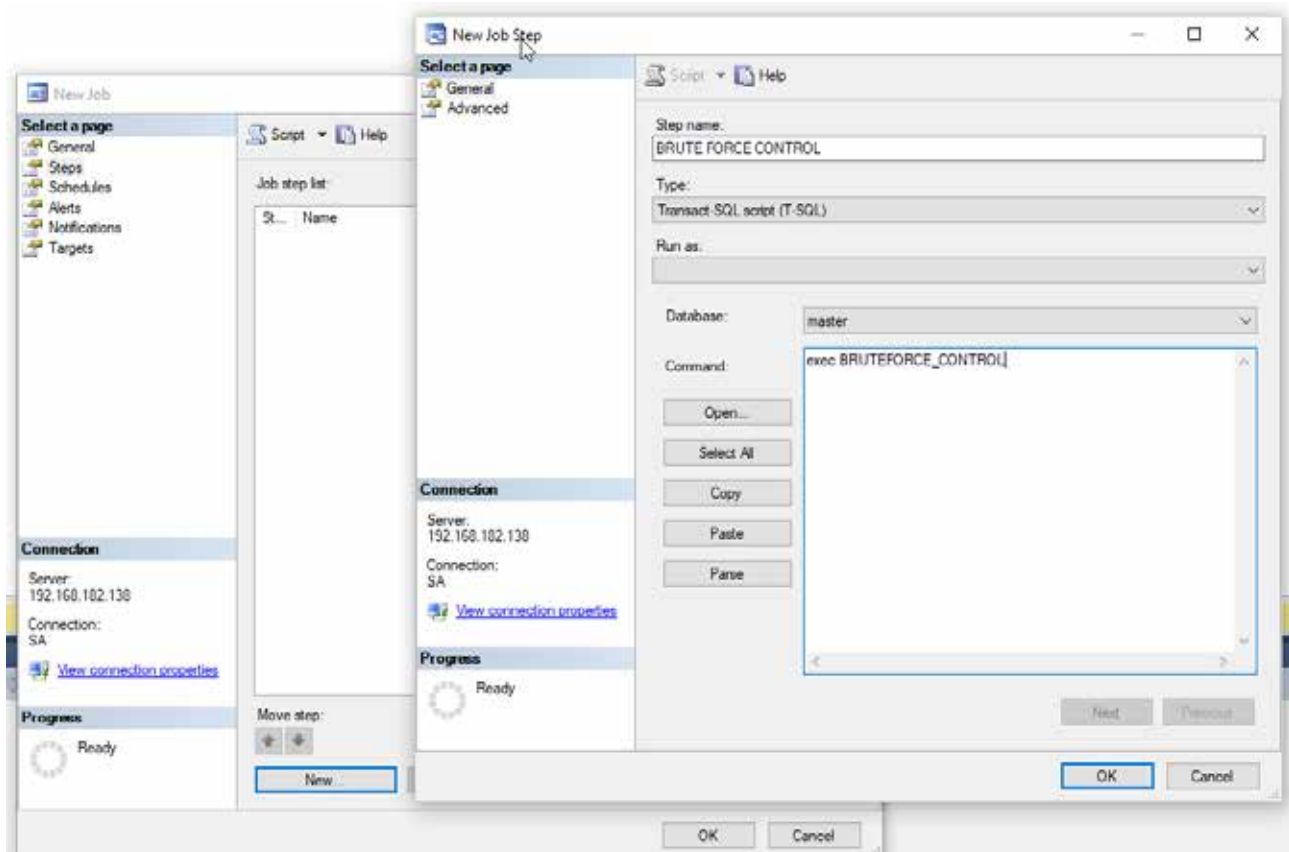 New Job
Select a page
General
Steps
Schedules
Alerts
Notifications
Targets
Script
Help
Job step list:
St...
Name
Connection
Server:
192.168.182.138
Connection:
SA
View connection properties
Progress
Ready
Move step:
New...
OK
Cancel
New Job Step
Select a page
General
Advanced
Script
Help
Step name:
BRUTE FORCE CONTROL
Type:
Transact-SQL script (T-SQL)
Run as:
Database:
master
Command:
exec BRUTEFORCE_CONTROL
Open...
Select All
Copy
Paste
Parse
Connection
Server:
192.168.182.138
Connection:
SA
View connection properties
Progress
Ready
Next
Previous
OK
Cancel